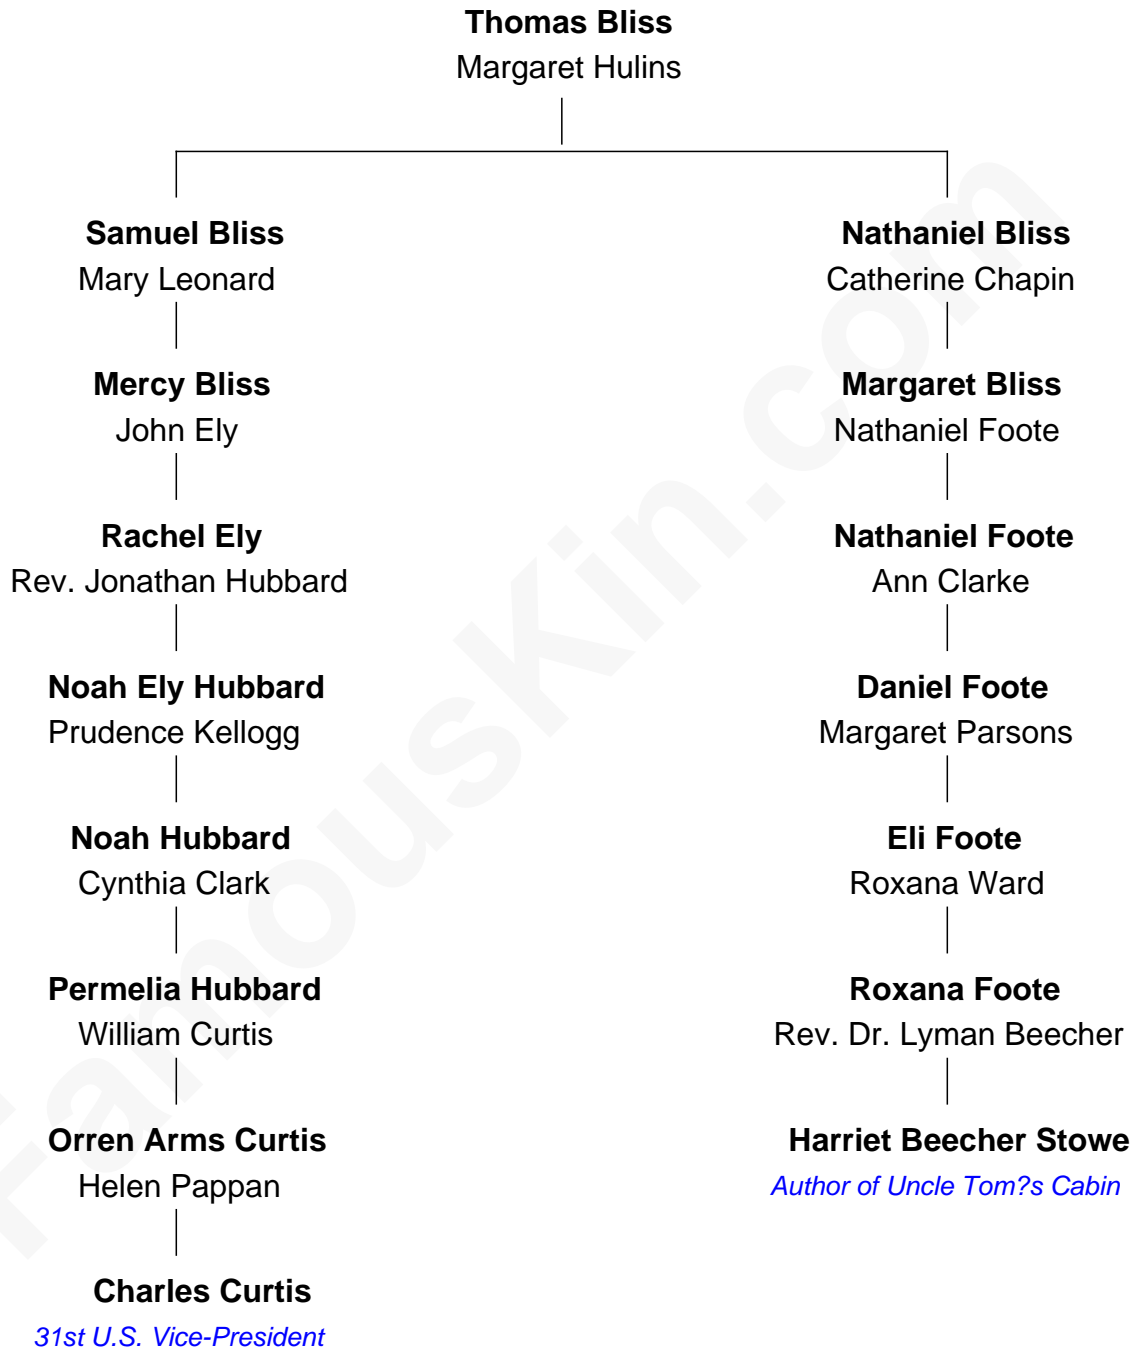 Thomas Bliss
Margaret Hulins
Samuel Bliss
Mary Leonard
Mercy Bliss
John Ely
Rachel Ely
Rev. Jonathan Hubbard
Noah Ely Hubbard
Prudence Kellogg
Noah Hubbard
Cynthia Clark
Permelia Hubbard
William Curtis
Orren Arms Curtis
Helen Pappan
Charles Curtis
31st U.S. Vice-President
Nathaniel Bliss
Catherine Chapin
Margaret Bliss
Nathaniel Foote
Nathaniel Foote
Ann Clarke
Daniel Foote
Margaret Parsons
Eli Foote
Roxana Ward
Roxana Foote
Rev. Dr. Lyman Beecher
Harriet Beecher Stowe
Author of Uncle Tom?s Cabin
FamousKin.com